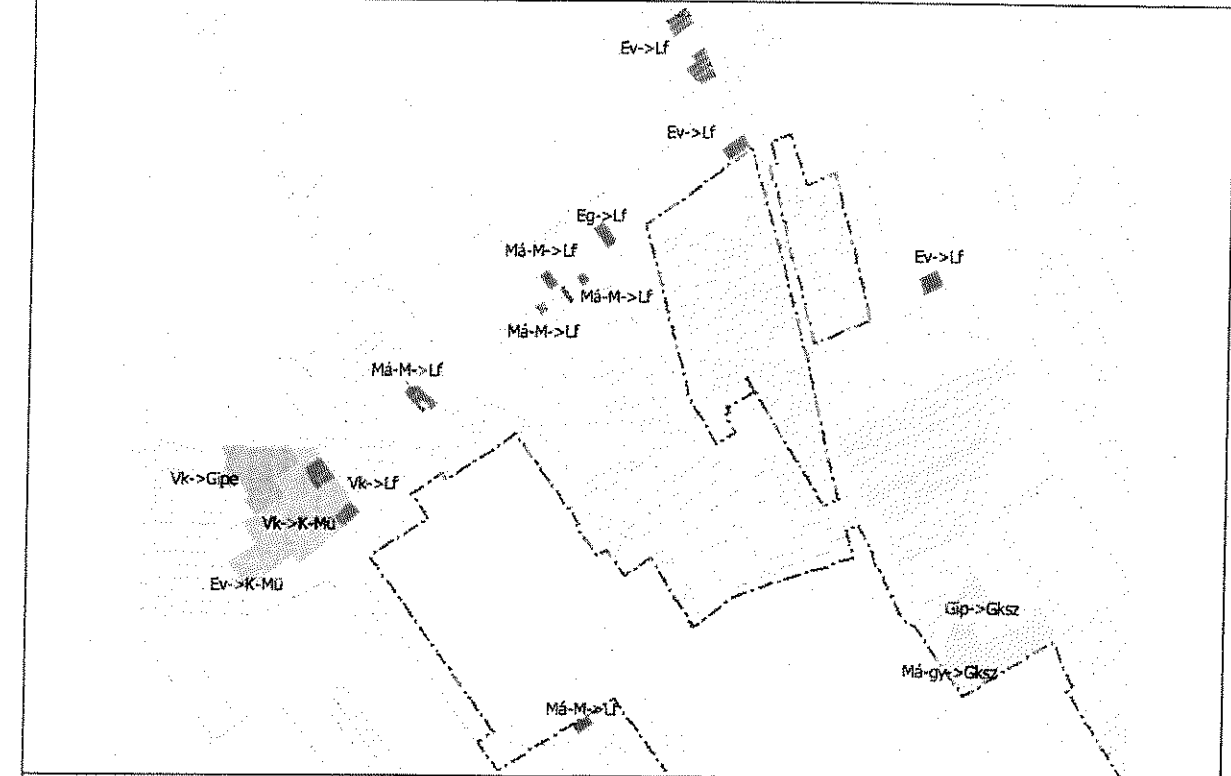 Ev->Lf
Ev->Lf
Eg->Lf
Má-M->Lf
Ev->Lf
Má-M->Lf
Má-M->Lf
Má-M->Lf
Vk->Gipe
Vk->Lf
Vk->K-Mü
Ev->K-Mü
Gip->Gksz
Má-gy->Gksz
Má-M->Lf